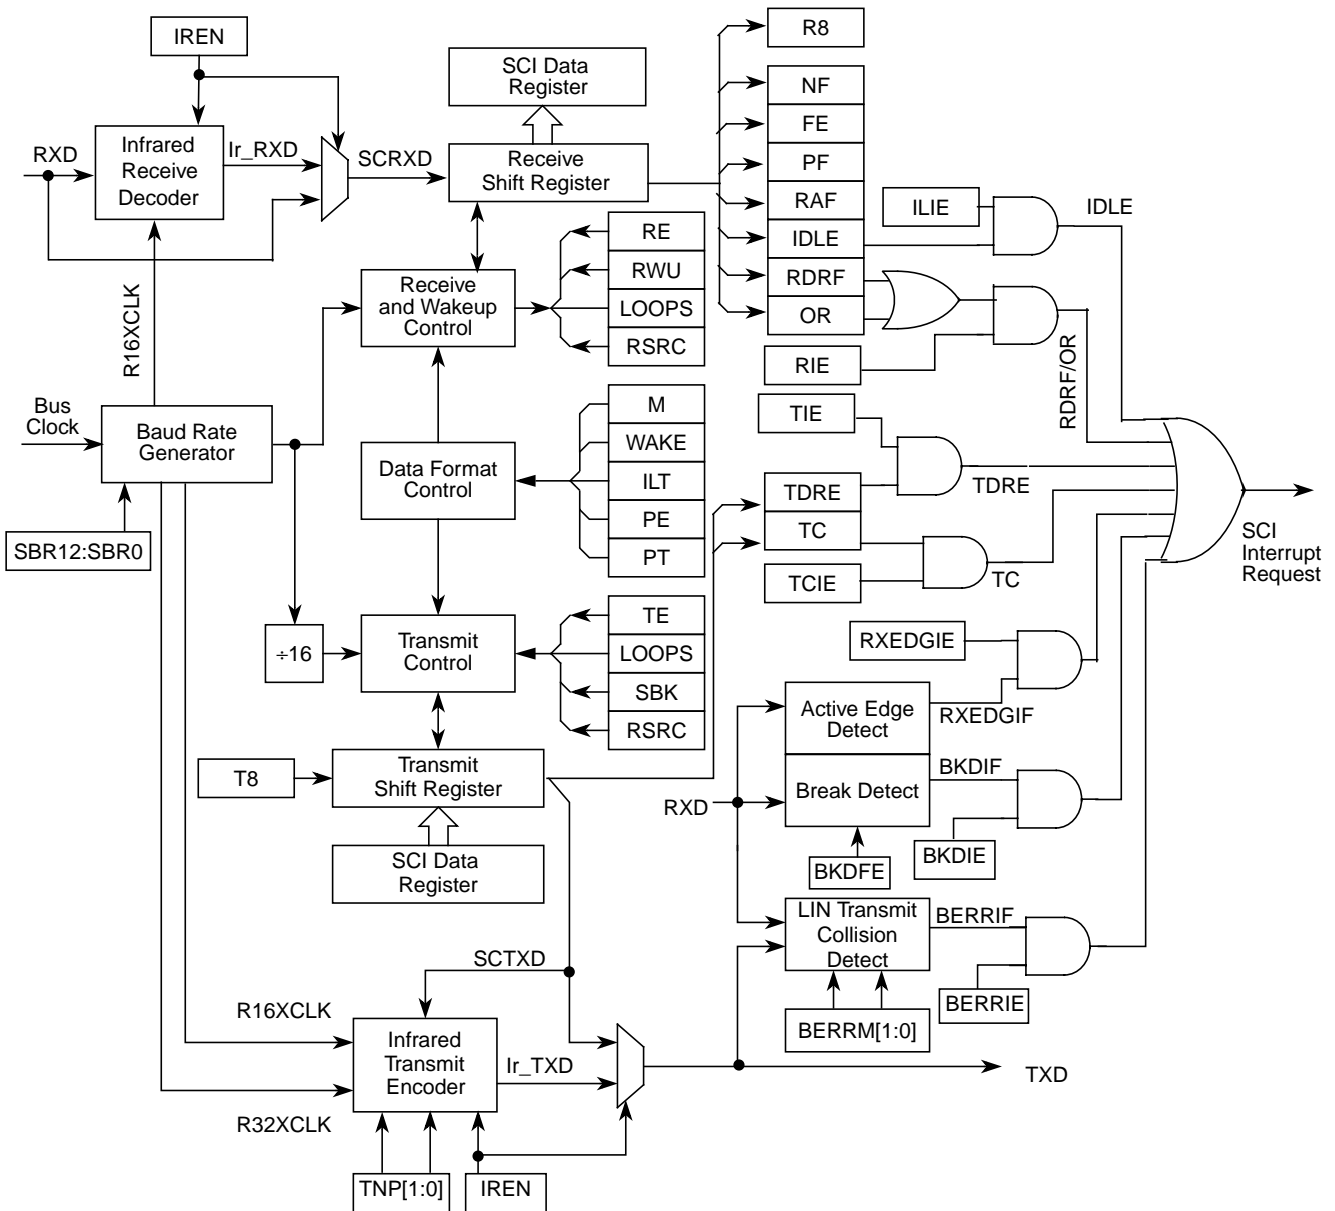 IREN
RXD
Infrared
Receive
Decoder
Ir_RXD
SCRXD
SCI Data
Register
Receive
Shift Register
R16XCLK
Receive
and Wakeup
Control
RE
RWU
LOOPS
RSRC
R8
NF
FE
PF
RAF
IDLE
RDRF
OR
ILIE
IDLE
RIE
RDRF/OR
Bus
Clock
Baud Rate
Generator
SBR12:SBR0
Data Format
Control
M
WAKE
ILT
PE
PT
TIE
TDRE
TC
TCIE
TDRE
TC
SCI
Interrupt
Request
÷16
Transmit
Control
TE
LOOPS
SBK
RSRC
T8
Transmit
Shift Register
SCI Data
Register
RXEDGIE
RXD
Active Edge
Detect
RXEDGIF
Break Detect
BKDIF
BKDIE
BKDFE
LIN Transmit
Collision
Detect
BERRIF
BERRIE
BERRM[1:0]
SCTXD
R16XCLK
Infrared
Transmit
Encoder
Ir_TXD
R32XCLK
TNP[1:0]
IREN
TXD